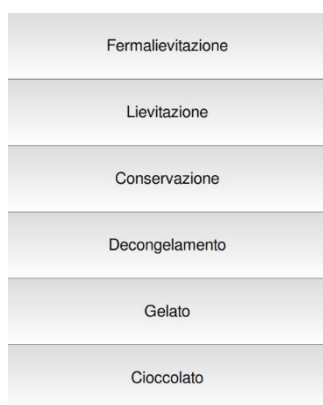 Fermalievitazione
Lievitazione
Conservazione
Decongelamento
Gelato
Cioccolato